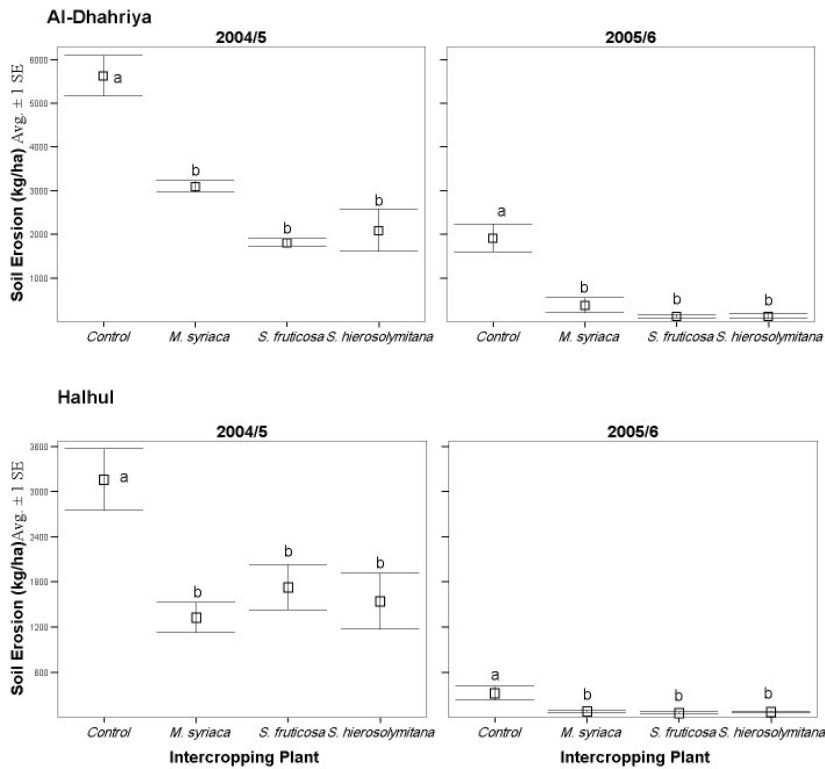 Al-Dhahriya
2004/5
2005/6
Soil Erosion (kg/ha) Avg. ± 1 SE
6000
5000
4000
3000
2000
1000
a
b
b
b
a
b
b
b
Control
M. syriaca
S. fruticosa
S. hierosolymitana
Control
M. syriaca
S. fruticosa
S. hierosolymitana
Halhul
2004/5
2005/6
Soil Erosion (kg/ha)Avg. ± 1 SE
3600
3000
2400
1800
1200
600
a
b
b
b
a
b
b
b
Control
M. syriaca
S. fruticosa
S. hierosolymitana
Control
M. syriaca
S. fruticosa
S. hierosolymitana
Intercropping Plant
Intercropping Plant